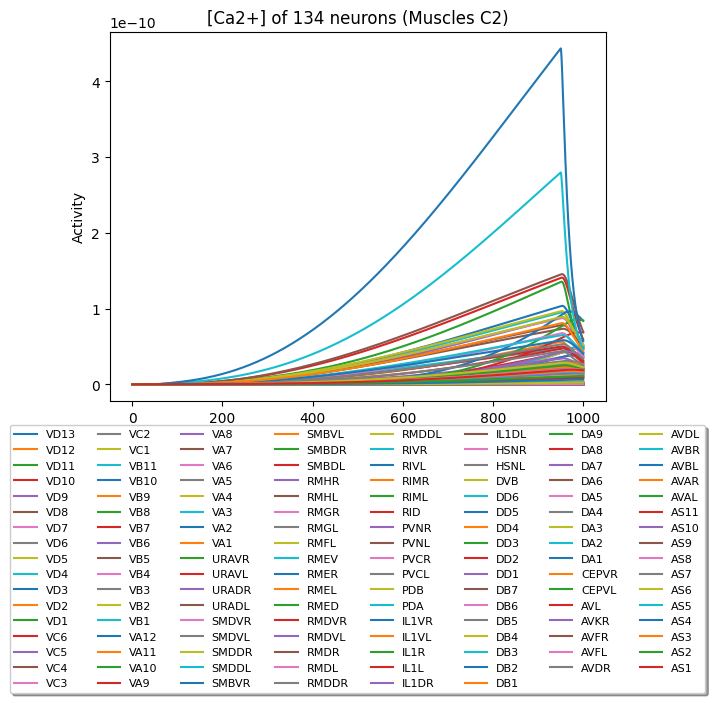 [Ca2+] of 134 neurons (Muscles C2)
1e−10
4
3
2
1
0
Activity
0 200 400 600 800 1000
VD13 VC2 VA8 SMBVL RMDDL IL1DL DA9 AVDL
VD12 VC1 VA7 SMBDR RIVR HSNR DA8 AVBR
VD11 VB11 VA6 SMBDL RIVL HSNL DA7 AVBL
VD10 VB10 VA5 RMHR RIMR DVB DA6 AVAR
VD9 VB9 VA4 RMHL RIML DD6 DA5 AVAL
VD8 VB8 VA3 RMGR RID DD5 DA4 AS11
VD7 VB7 VA2 RMGL PVNR DD4 DA3 AS10
VD6 VB6 VA1 RMFL PVNL DD3 DA2 AS9
VD5 VB5 URAVR RMEV PVCR DD2 DA1 AS8
VD4 VB4 URAVL RMER PVCL DD1 CEPVR AS7
VD3 VB3 URADR RMEL PDB DB7 CEPVL AS6
VD2 VB2 URADL RMED PDA DB6 AVL AS5
VD1 VB1 SMDVR RMDVR IL1VR DB5 AVKR AS4
VC6 VA12 SMDVL RMDVL IL1VL DB4 AVFR AS3
VC5 VA11 SMDDR RMDR IL1R DB3 AVFL AS2
VC4 VA10 SMDDL RMDL IL1L DB2 AVDR AS1
VC3 VA9 SMBVR RMDDR IL1DR DB1